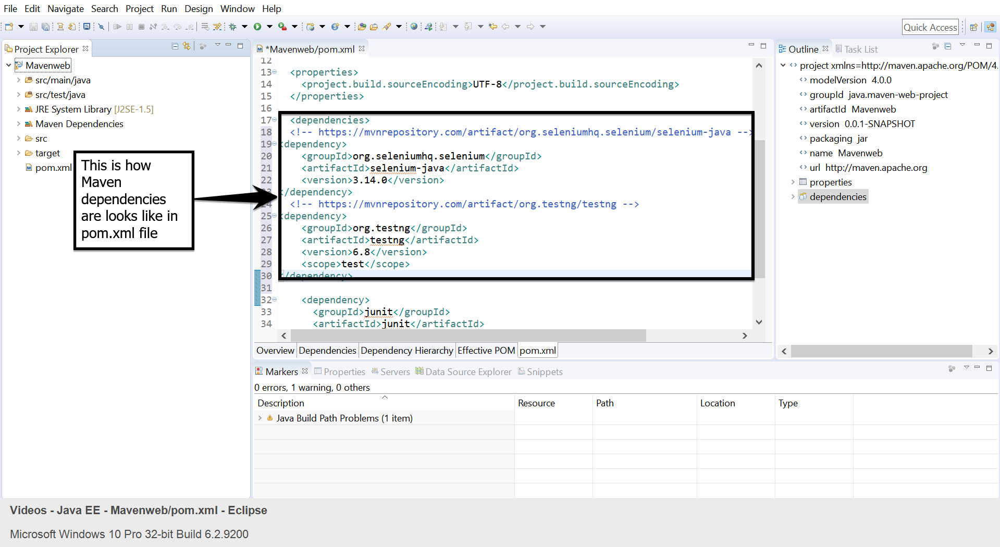 File Edit Navigate Search Project Run Design Window Help
Quick Access
Project Explorer
Mavenweb
src/main/java
src/test/java
JRE System Library [J2SE-1.5]
Maven Dependencies
src
target
pom.xml
This is how
Maven
dependencies
are looks like in
pom.xml file
*Mavenweb/pom.xml
12
13 <properties>
14 <project.build.sourceEncoding>UTF-8</project.build.sourceEncoding>
15 </properties>
16
17 <dependencies>
18 <!-- https://mvnrepository.com/artifact/org.seleniumhq.selenium/selenium-java -->
19 <dependency>
20 <groupId>org.seleniumhq.selenium</groupId>
21 <artifactId>selenium-java</artifactId>
22 <version>3.14.0</version>
</dependency>
<!-- https://mvnrepository.com/artifact/org.testng/testng -->
25 <dependency>
26 <groupId>org.testng</groupId>
27 <artifactId>testng</artifactId>
28 <version>6.8</version>
29 <scope>test</scope>
30 </dependency>
31
32 <dependency>
33 <groupId>junit</groupId>
34 <artifactId>junit</artifactId>
Overview Dependencies Dependency Hierarchy Effective POM pom.xml
Outline Task List
project xmlns=http://maven.apache.org/POM/4.
modelVersion 4.0.0
groupId java.maven-web-project
artifactId Mavenweb
version 0.0.1-SNAPSHOT
packaging jar
name Mavenweb
url http://maven.apache.org
properties
dependencies
Markers Properties Servers Data Source Explorer Snippets
0 errors, 1 warning, 0 others
Description Resource Path Location Type
Java Build Path Problems (1 item)
Videos - Java EE - Mavenweb/pom.xml - Eclipse
Microsoft Windows 10 Pro 32-bit Build 6.2.9200